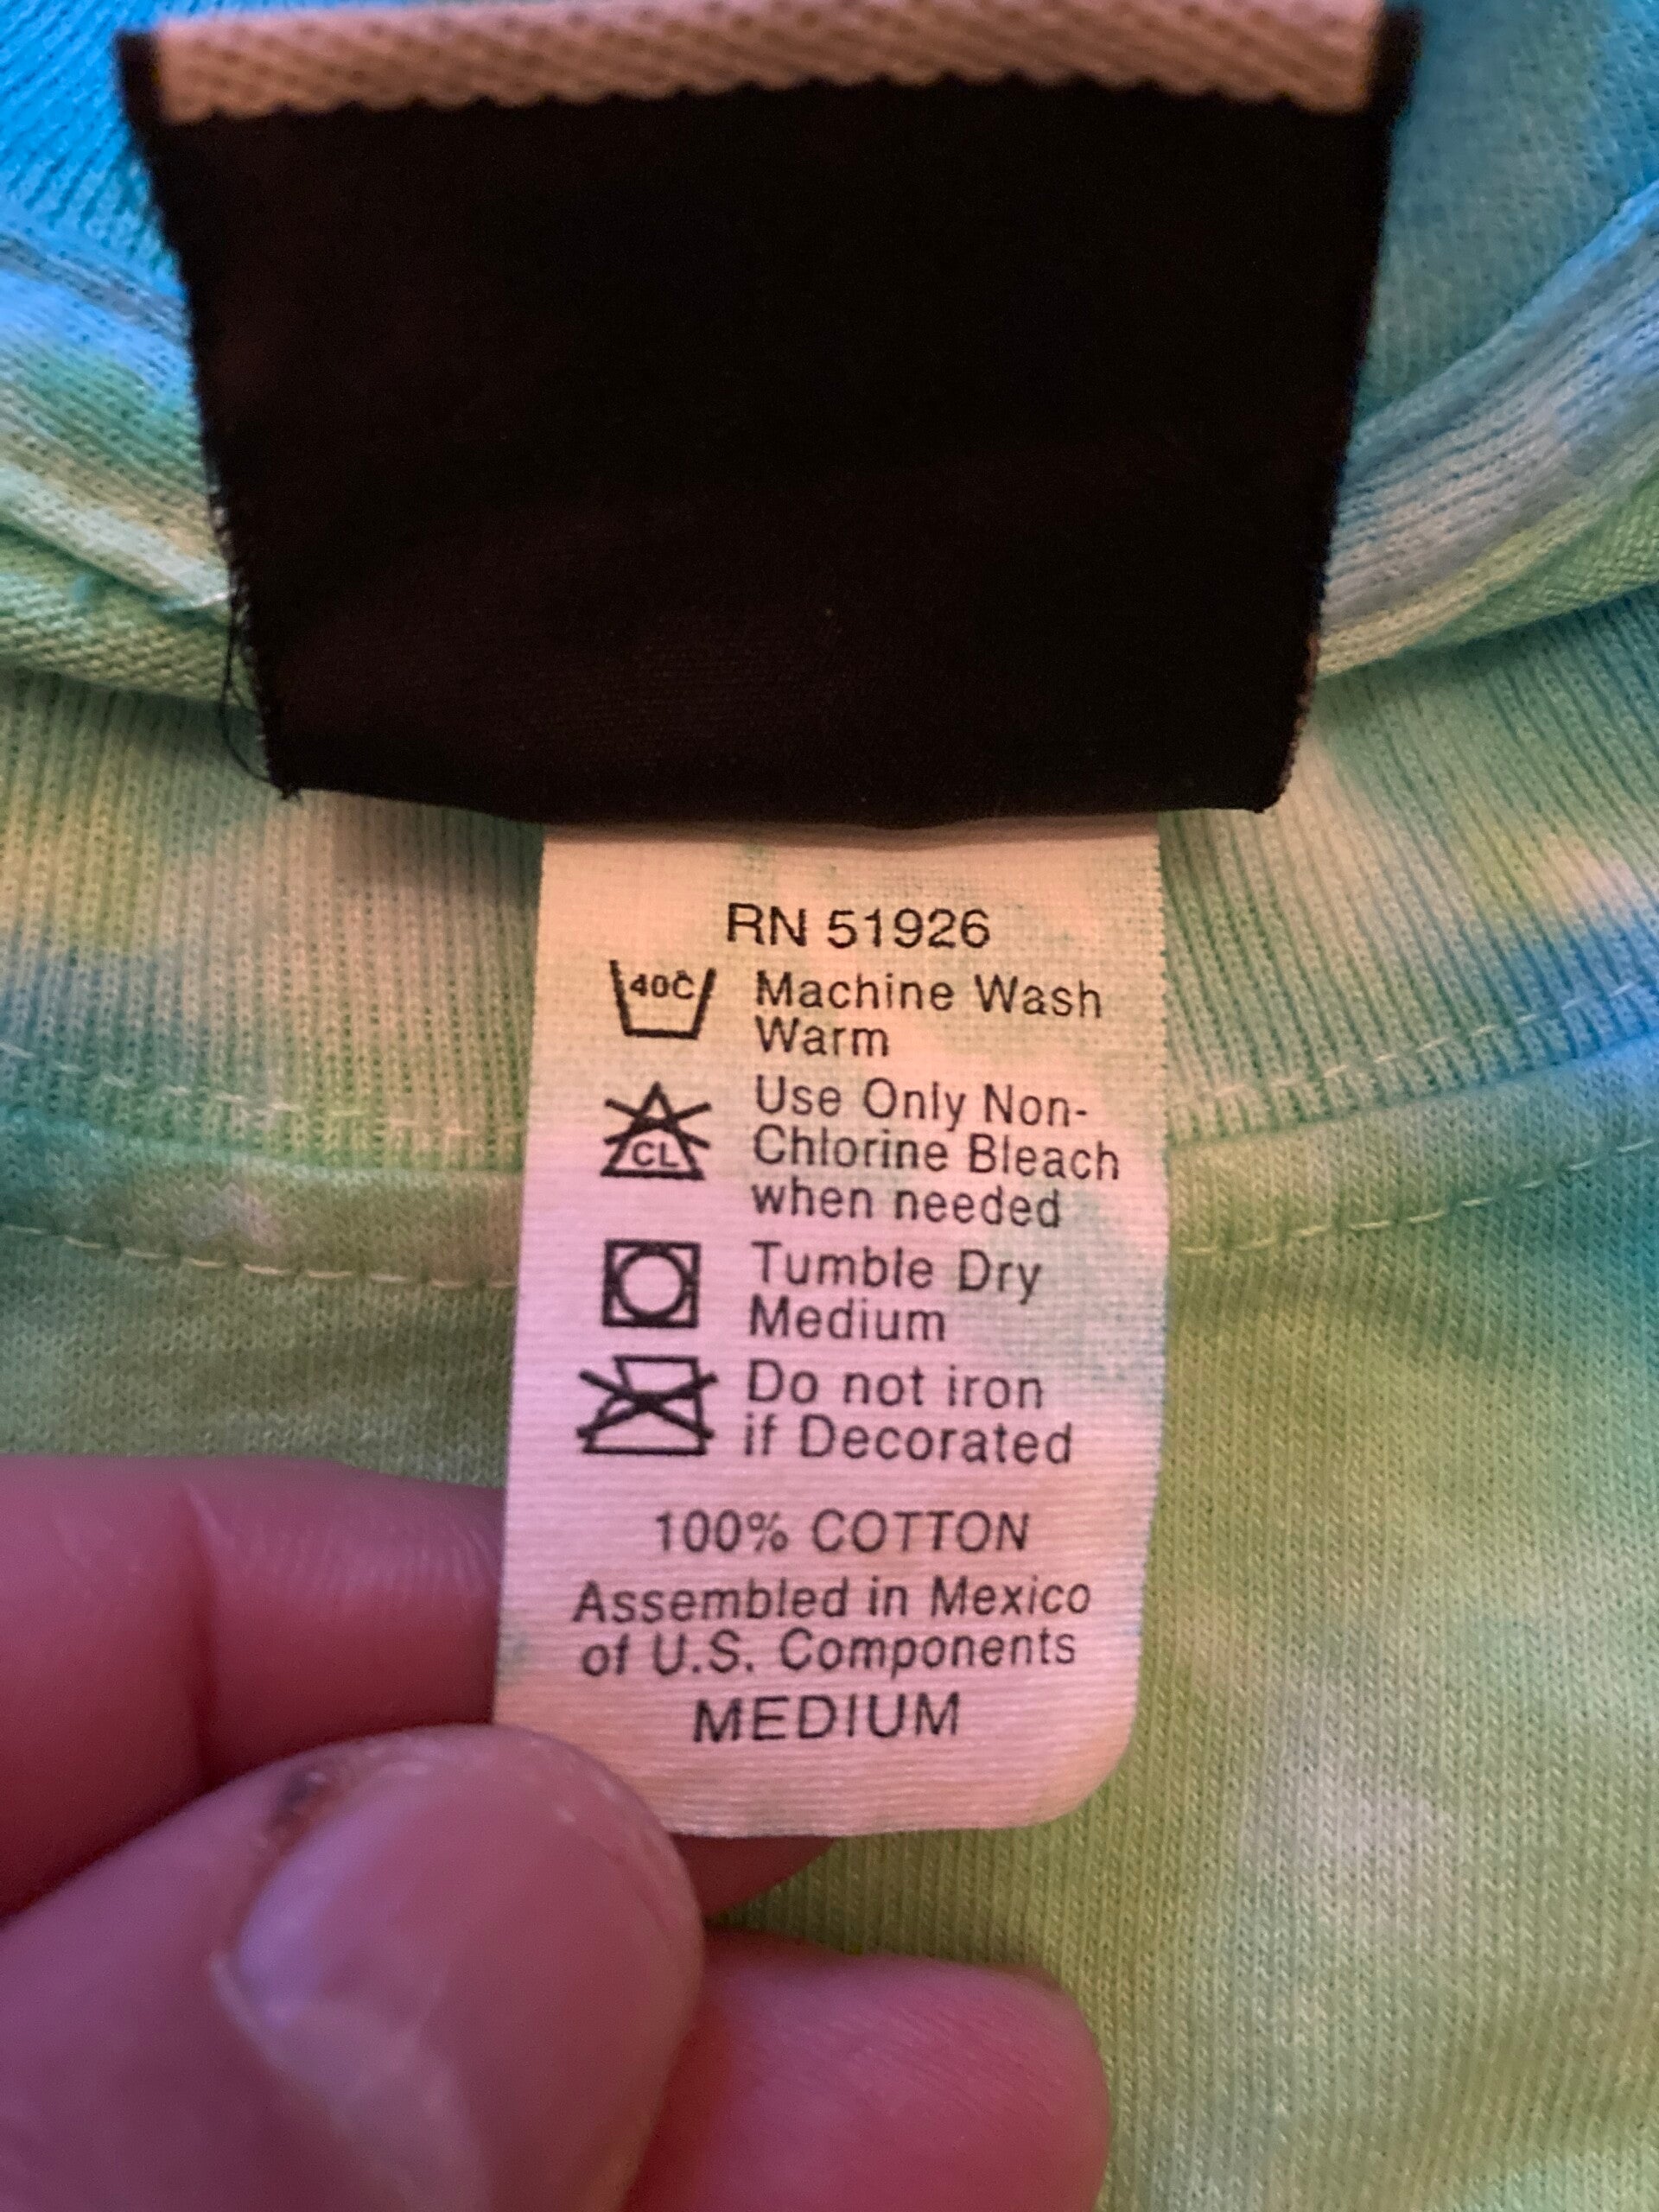 RN 51926
40C Machine Wash
Warm
Use Only Non-
CL Chlorine Bleach
when needed
Tumble Dry
Medium
Do not iron
if Decorated
100% COTTON
Assembled in Mexico
of U.S. Components
MEDIUM